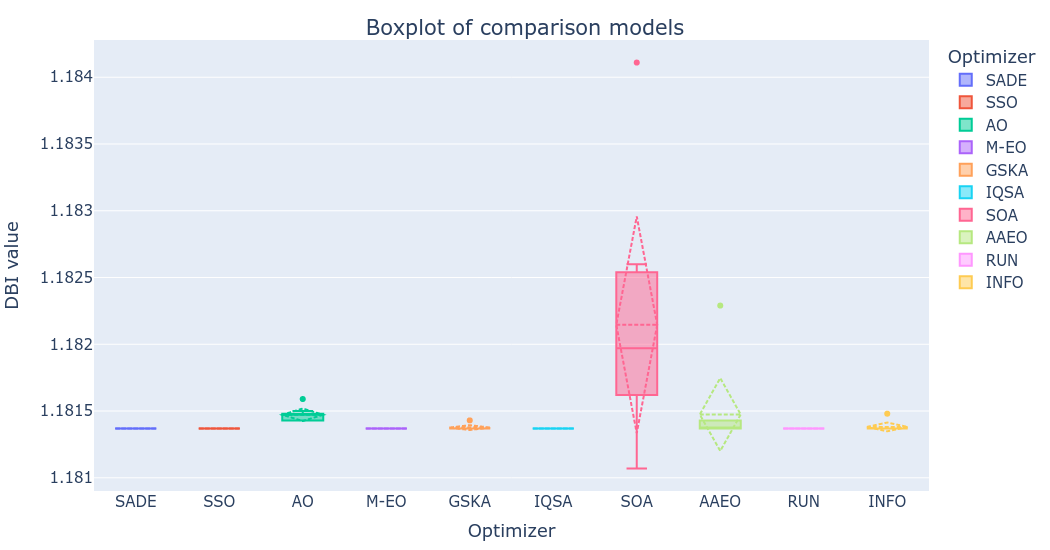 Boxplot of comparison models
DBI value
1.184
1.1835
1.183
1.1825
1.182
1.1815
1.181
SADE
SSO
AO
M-EO
GSKA
IQSA
SOA
AAEO
RUN
INFO
Optimizer
Optimizer
SADE
SSO
AO
M-EO
GSKA
IQSA
SOA
AAEO
RUN
INFO